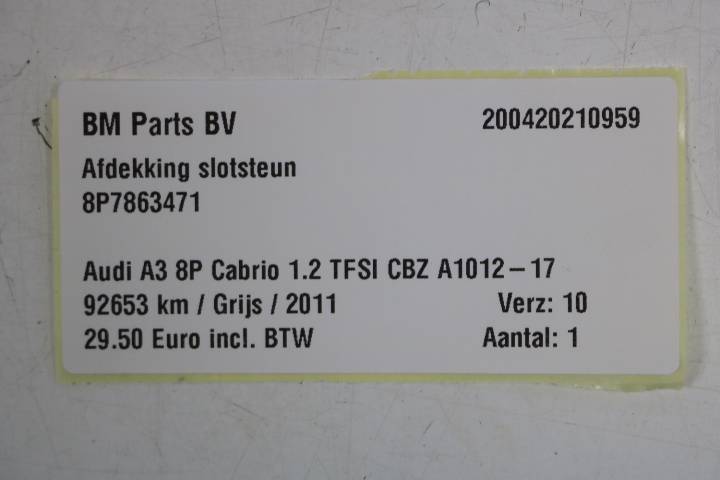 BM Parts BV 200420210959
Afdekking slotsteun
8P7863471
Audi A3 8P Cabrio 1.2 TFSI CBZ A1012-17
92653 km / Grijs / 2011 Verz: 10
29.50 Euro incl. BTW Aantal: 1